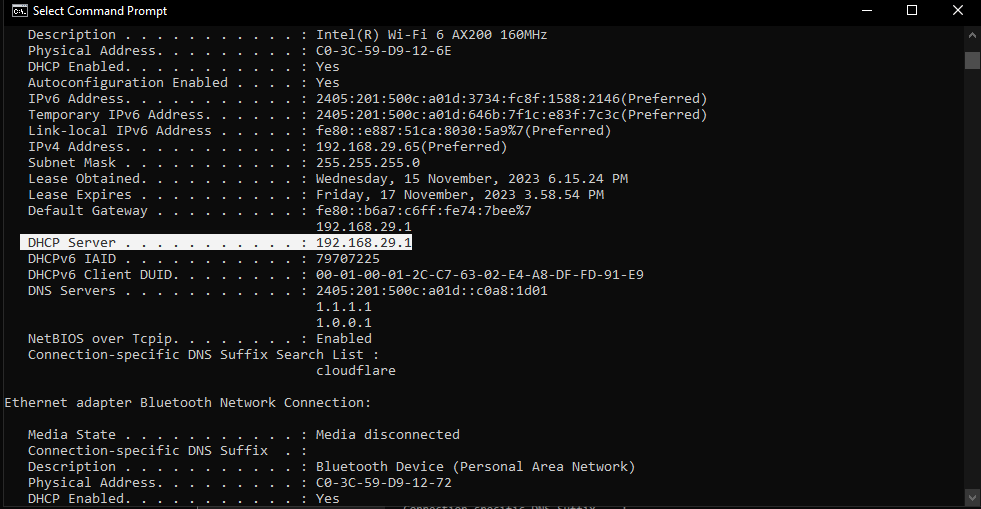 Select Command Prompt
Description . . . . . . . . . . . : Intel(R) Wi-Fi 6 AX200 160MHz
Physical Address. . . . . . . . . : C0-3C-59-D9-12-6E
DHCP Enabled. . . . . . . . . . . : Yes
Autoconfiguration Enabled . . . . : Yes
IPv6 Address. . . . . . . . . . . : 2405:201:500c:a01d:3734:fc8f:1588:2146(Preferred)
Temporary IPv6 Address. . . . . . : 2405:201:500c:a01d:646b:7f1c:e83f:7c3c(Preferred)
Link-local IPv6 Address . . . . . : fe80::e887:51ca:8030:5a9%7(Preferred)
IPv4 Address. . . . . . . . . . . : 192.168.29.65(Preferred)
Subnet Mask . . . . . . . . . . . : 255.255.255.0
Lease Obtained. . . . . . . . . . : Wednesday, 15 November, 2023 6.15.24 PM
Lease Expires . . . . . . . . . . : Friday, 17 November, 2023 3.58.54 PM
Default Gateway . . . . . . . . . : fe80::b6a7:c6ff:fe74:7bee%7
192.168.29.1
DHCP Server . . . . . . . . . . . : 192.168.29.1
DHCPv6 IAID . . . . . . . . . . . : 79707225
DHCPv6 Client DUID. . . . . . . . : 00-01-00-01-2C-C7-63-02-E4-A8-DF-FD-91-E9
DNS Servers . . . . . . . . . . . : 2405:201:500c:a01d::c0a8:1d01
1.1.1.1
1.0.0.1
NetBIOS over Tcpip. . . . . . . . : Enabled
Connection-specific DNS Suffix Search List :
cloudflare
Ethernet adapter Bluetooth Network Connection:
Media State . . . . . . . . . . . : Media disconnected
Connection-specific DNS Suffix  . :
Description . . . . . . . . . . . : Bluetooth Device (Personal Area Network)
Physical Address. . . . . . . . . : C0-3C-59-D9-12-72
DHCP Enabled. . . . . . . . . . . : Yes